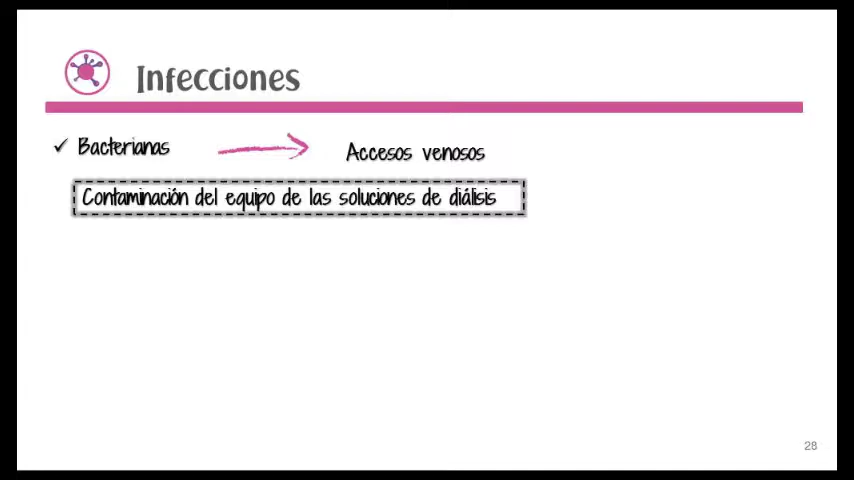 Infecciones
✓ Bacterianas Accesos venosos
Contaminación del equipo de las soluciones de diálisis
28